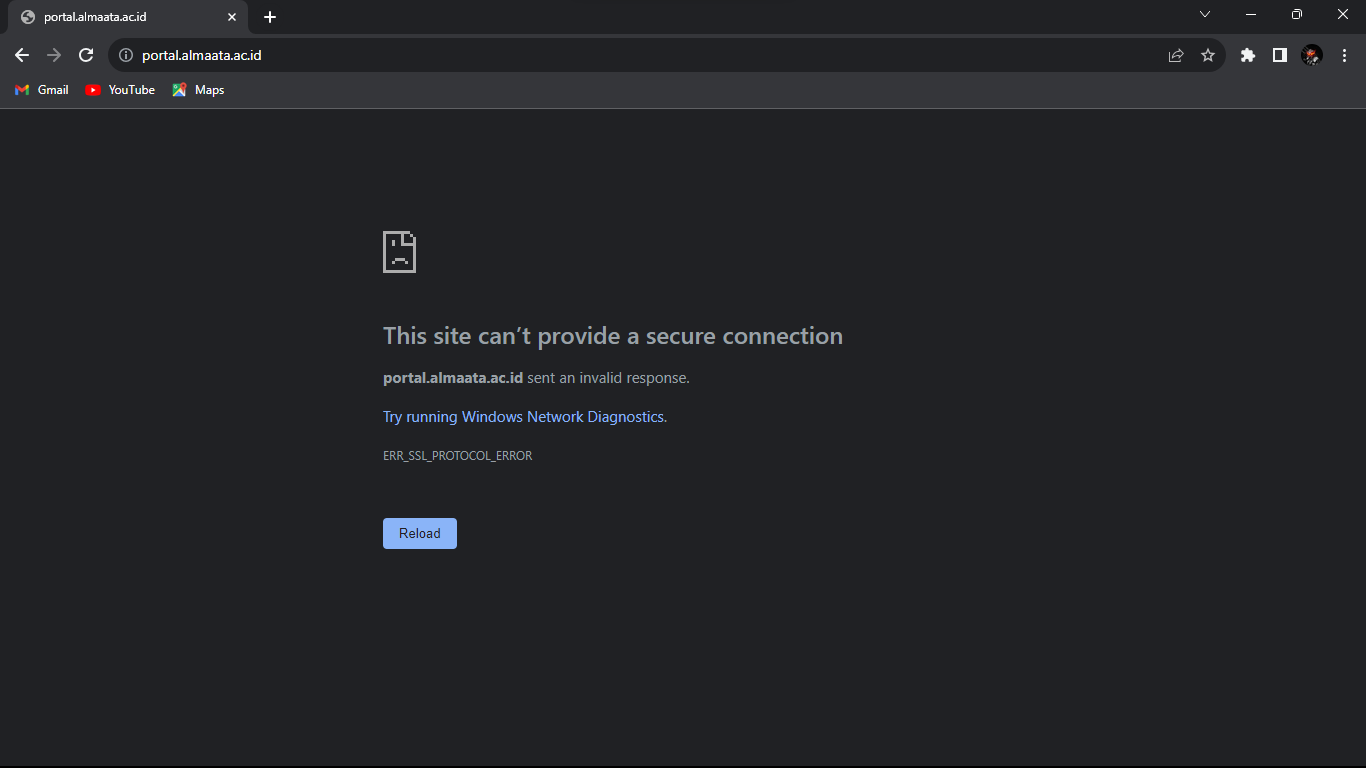 portal.almaata.ac.id
portal.almaata.ac.id
Gmail YouTube Maps
This site can’t provide a secure connection
portal.almaata.ac.id sent an invalid response.
Try running Windows Network Diagnostics.
ERR_SSL_PROTOCOL_ERROR
Reload